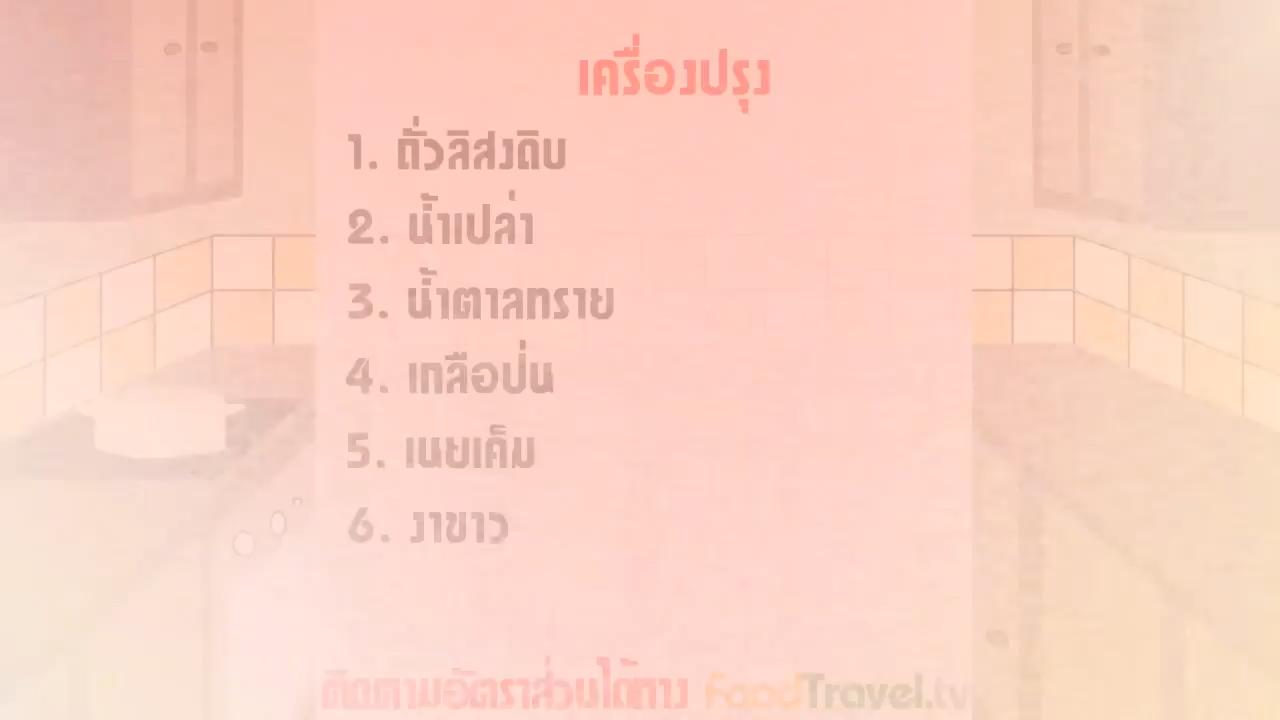 เครื่องปรุง
1. ถั่วลิสงดิบ
2. น้ำเปล่า
3. น้ำตาลทราย
4. เกลือป่น
5. เนยเค็ม
6. งาขาว
ติดตามอัตราส่วนได้ทาง FoodTravel.tv